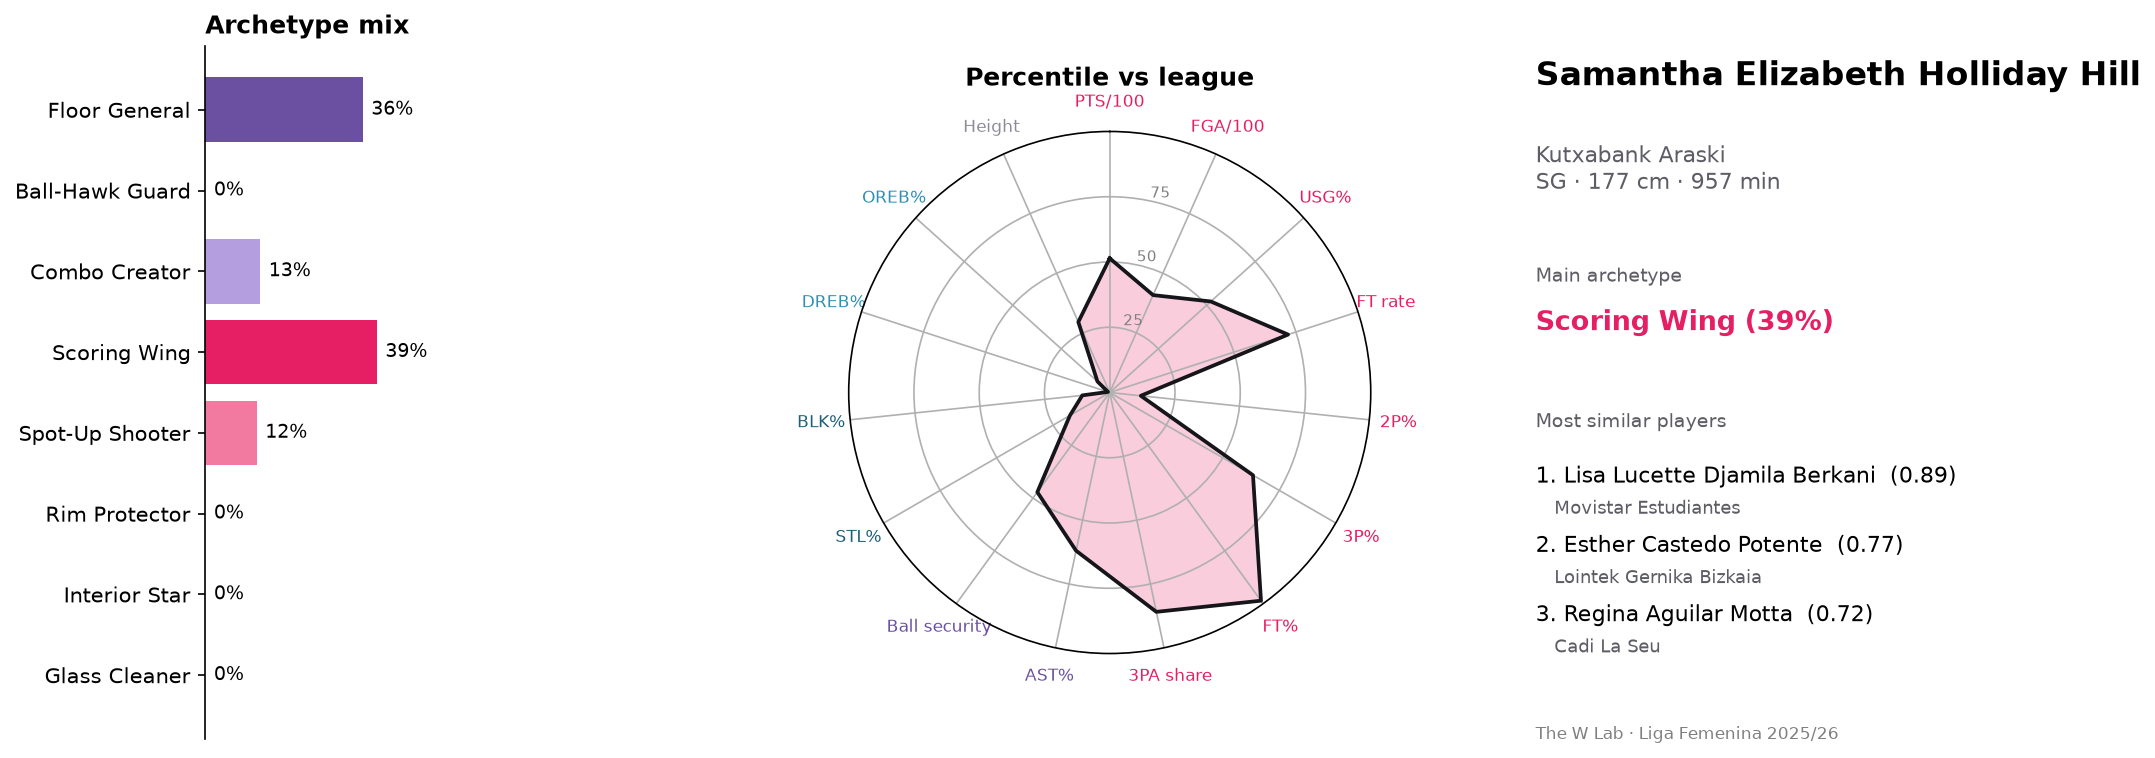 Archetype mix
Floor General
36%
Ball-Hawk Guard
0%
Combo Creator
13%
Scoring Wing
39%
Spot-Up Shooter
12%
Rim Protector
0%
Interior Star
0%
Glass Cleaner
0%
Percentile vs league
PTS/100
FGA/100
USG%
FT rate
2P%
3P%
FT%
3PA share
AST%
Ball security
STL%
BLK%
DREB%
OREB%
Height
75
50
25
Samantha Elizabeth Holliday Hill
Kutxabank Araski
SG · 177 cm · 957 min
Main archetype
Scoring Wing (39%)
Most similar players
1. Lisa Lucette Djamila Berkani (0.89)
Movistar Estudiantes
2. Esther Castedo Potente (0.77)
Lointek Gernika Bizkaia
3. Regina Aguilar Motta (0.72)
Cadi La Seu
The W Lab · Liga Femenina 2025/26